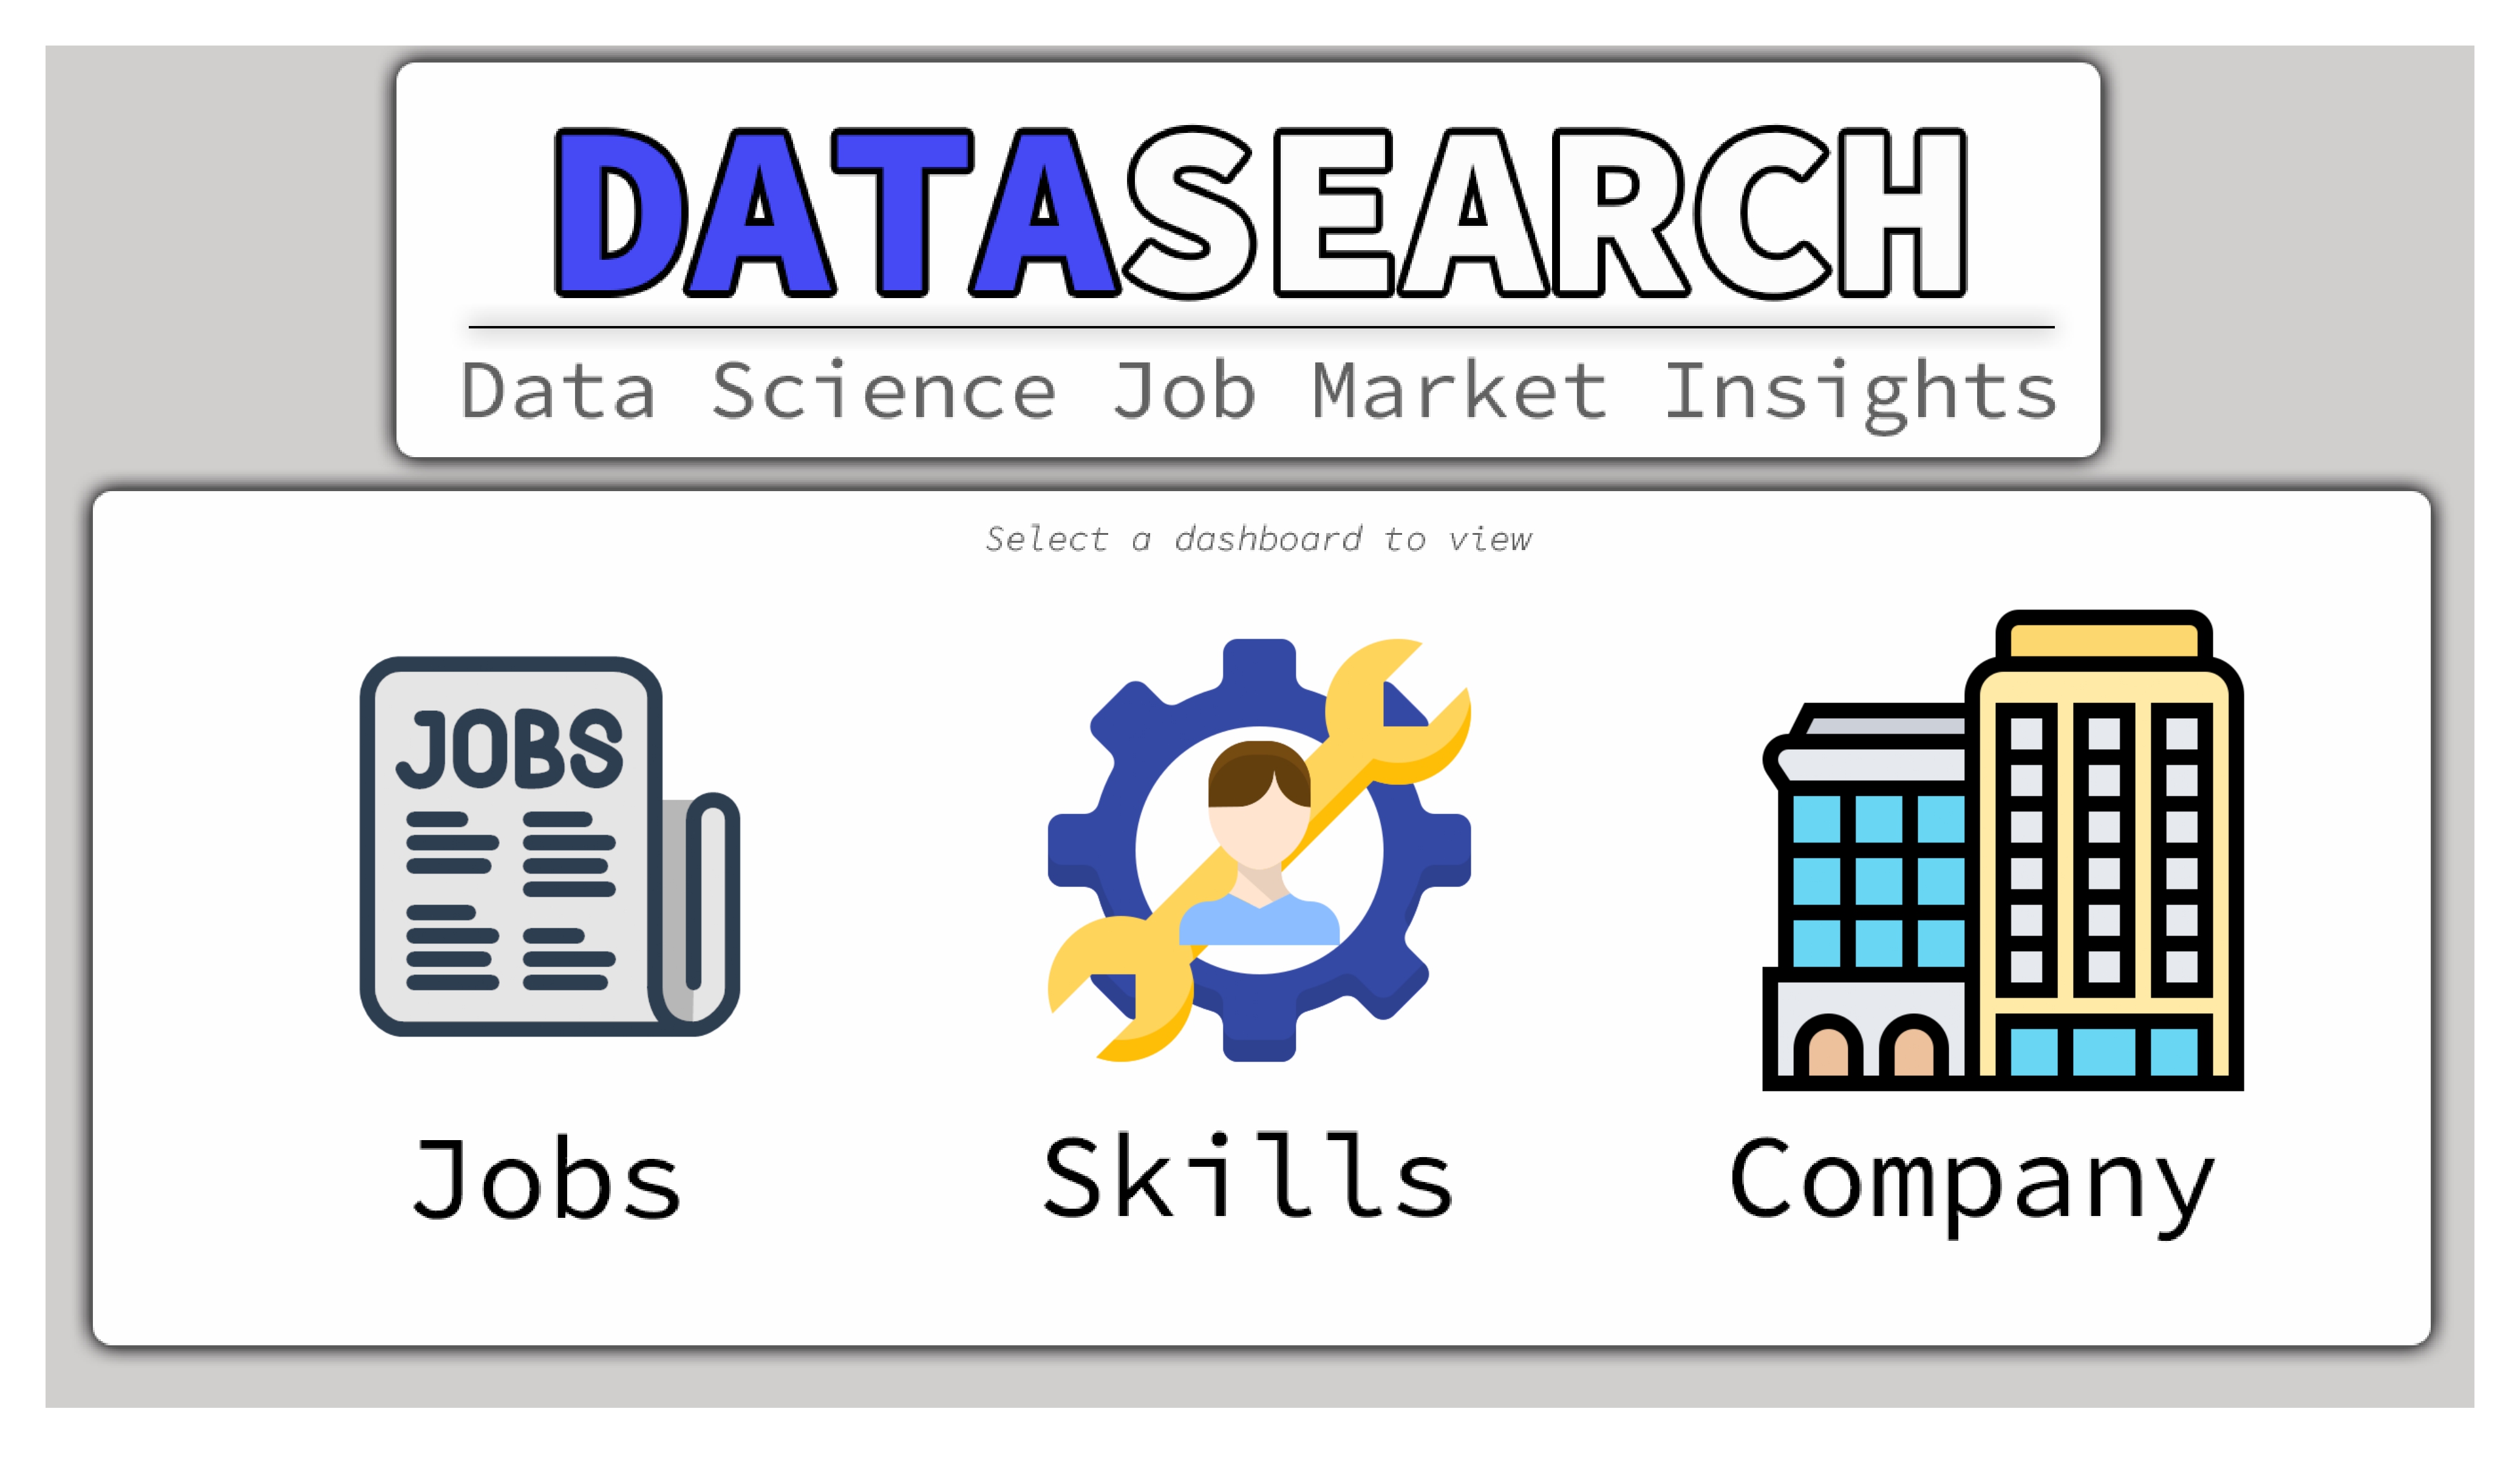 DATASEARCH
Data Science Job Market Insights
Select a dashboard to view
JOBS
Jobs
Skills
Company